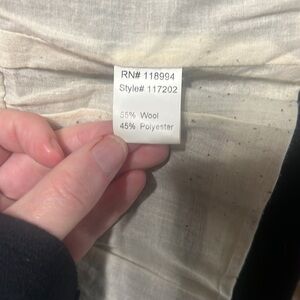 RN# 118994
Style# 117202
55% Wool
45% Polyester